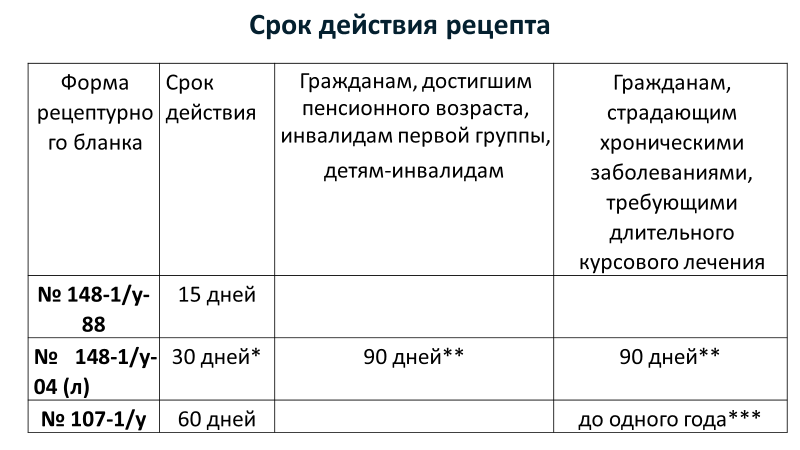 Срок действия рецепта
Форма
рецептурно
го бланка
Срок
действия
Гражданам, достигшим
пенсионного возраста,
инвалидам первой группы,
детям-инвалидам
Гражданам,
страдающим
хроническими
заболеваниями,
требующими
длительного
курсового лечения
№ 148-1/у-
88
15 дней
№ 148-1/у-
04 (л)
30 дней*
90 дней**
90 дней**
№ 107-1/у
60 дней
до одного года***